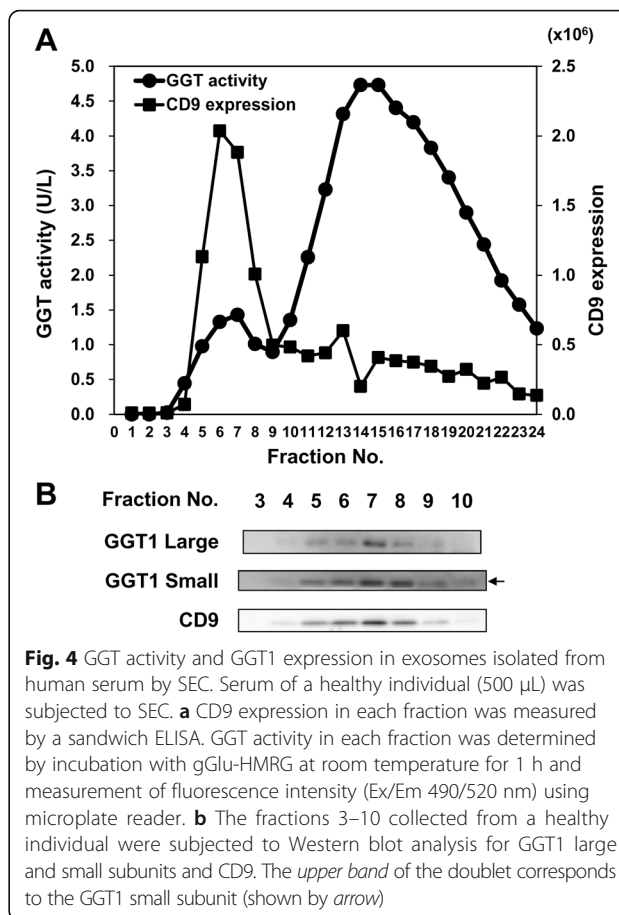 A
(x10⁶)
5.0
4.5
4.0
3.5
3.0
2.5
2.0
1.5
1.0
0.5
0.0
GGT activity (U/L)
GGT activity
CD9 expression
2.5
2.0
1.5
1.0
0.5
0.0
CD9 expression
0 1 2 3 4 5 6 7 8 9 10 11 12 13 14 15 16 17 18 19 20 21 22 23 24
Fraction No.
B
Fraction No. 3 4 5 6 7 8 9 10
GGT1 Large
GGT1 Small
CD9
Fig. 4 GGT activity and GGT1 expression in exosomes isolated from
human serum by SEC. Serum of a healthy individual (500 μL) was
subjected to SEC. a CD9 expression in each fraction was measured
by a sandwich ELISA. GGT activity in each fraction was determined
by incubation with gGlu-HMRG at room temperature for 1 h and
measurement of fluorescence intensity (Ex/Em 490/520 nm) using
microplate reader. b The fractions 3–10 collected from a healthy
individual were subjected to Western blot analysis for GGT1 large
and small subunits and CD9. The upper band of the doublet corresponds
to the GGT1 small subunit (shown by arrow)